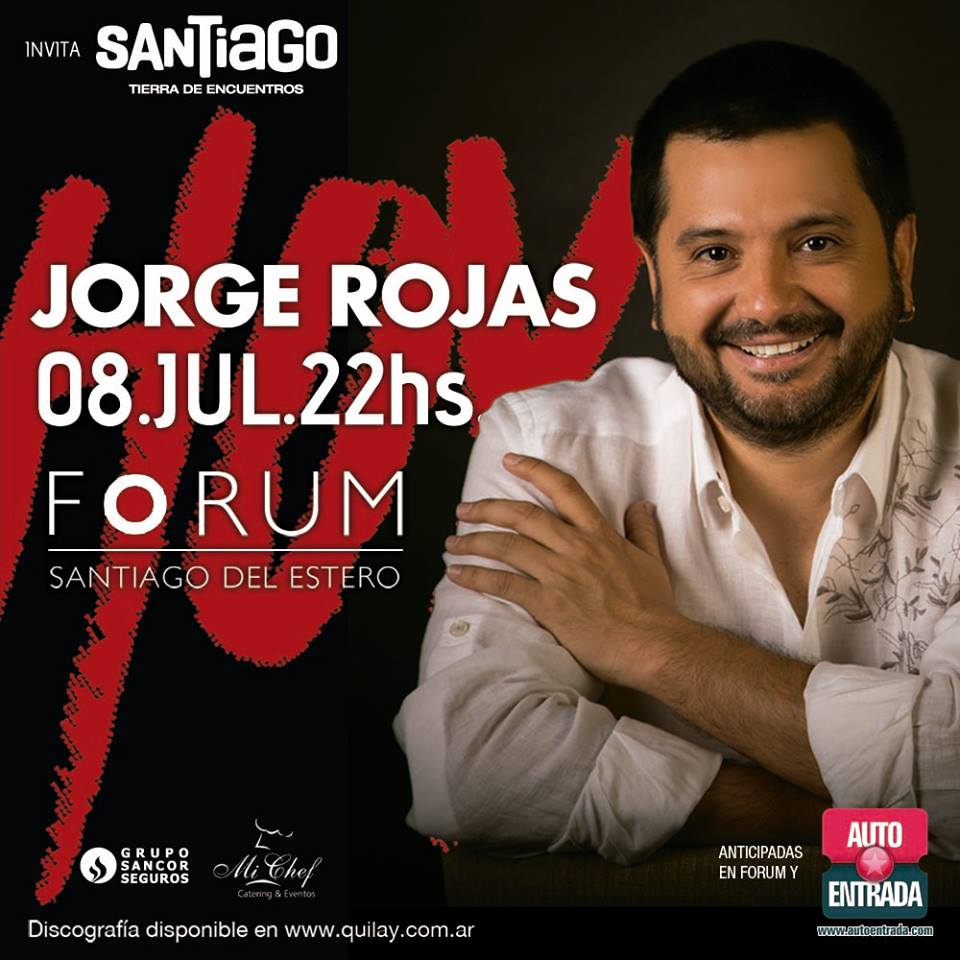 INVITA SANTiaGO
TIERRA DE ENCUENTROS
HOY
JORGE ROJAS
08.JUL.22hs.
FORUM
SANTIAGO DEL ESTERO
GRUPO
SANCOR
SEGUROS
Mi Chef
Catering & Eventos
ANTICIPADAS
EN FORUM Y
AUTO
ENTRADA
www.autoentrada.com
Discografía disponible en www.quilay.com.ar